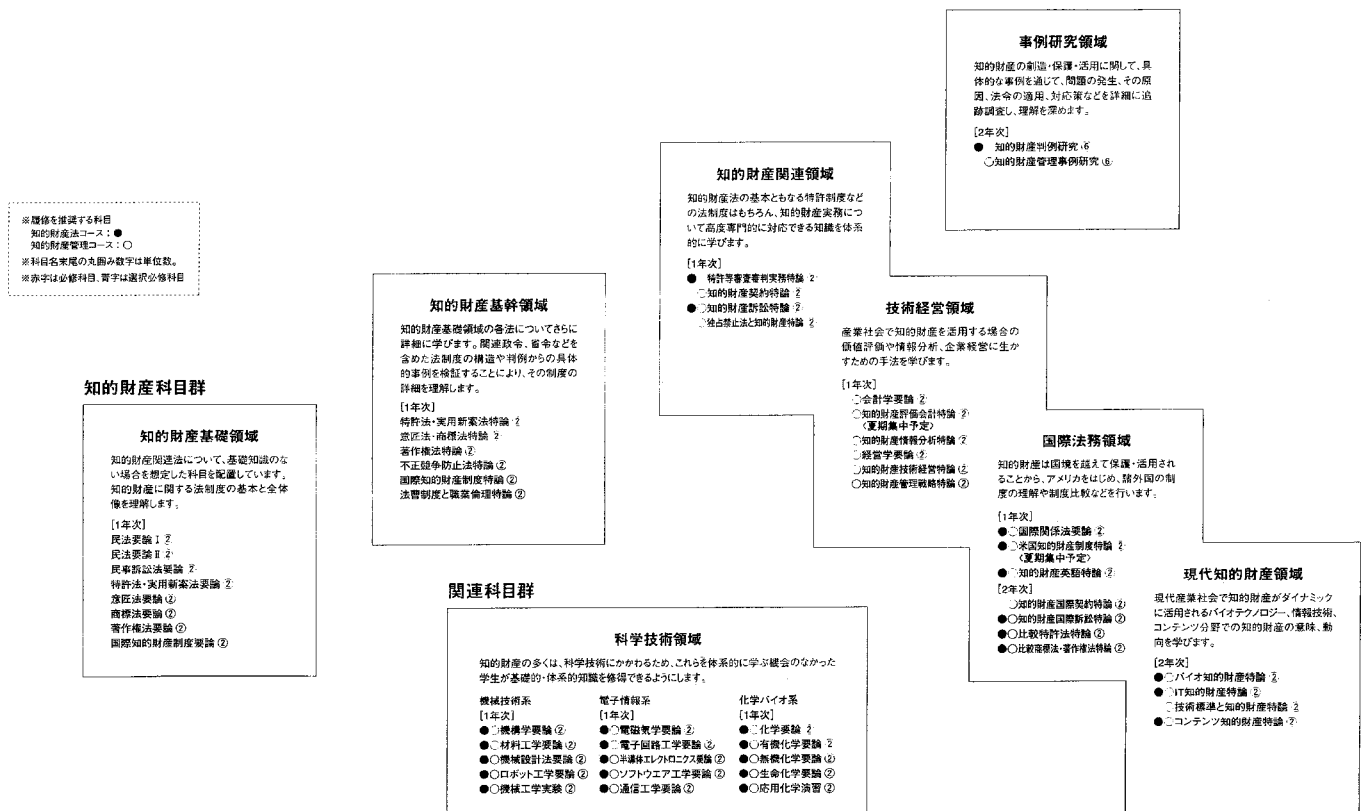 ※履修を推奨する科目
知的財産法コース：●
知的財産管理コース：○
※科目名末尾の丸囲み数字は単位数。
※赤字は必修科目、青字は選択必修科目
知的財産科目群
知的財産基礎領域
知的財産関連法について、基礎知識のな
い場合を想定した科目を配置しています。
知的財産に関する法制度の基本と全体
像を理解します。
[1年次]
民法要論Ⅰ②
民法要論Ⅱ②
民事訴訟法要論②
特許法・実用新案法要論②
意匠法要論②
商標法要論②
著作権法要論②
国際知的財産制度要論②
知的財産基幹領域
知的財産基礎領域の各法についてさらに
詳細に学びます。関連政令、省令などを
含めた法制度の構造や判例からの具体
的事例を検証することにより、その制度の
詳細を理解します。
[1年次]
特許法・実用新案法特論②
意匠法・商標法特論②
著作権法特論②
不正競争防止法特論②
国際知的財産制度特論②
法曹制度と職業倫理特論②
知的財産関連領域
知的財産法の基本ともなる特許制度など
の法制度はもちろん、知的財産実務につ
いて高度専門的に対応できる知識を体系
的に学びます。
[1年次]
● 特許等審査審判実務特論②
○知的財産契約特論②
●○知的財産訴訟特論②
○独占禁止法と知的財産特論②
事例研究領域
知的財産の創造・保護・活用に関して、具
体的な事例を通じて、問題の発生、その原
因、法令の適用、対応策などを詳細に追
跡調査し、理解を深めます。
[2年次]
● 知的財産判例研究⑥
○知的財産管理事例研究⑥
技術経営領域
産業社会で知的財産を活用する場合の
価値評価や情報分析、企業経営に生か
すための手法を学びます。
[1年次]
○会計学要論②
○知的財産評価会計特論②
〈夏期集中予定〉
○知的財産情報分析特論②
○経営学要論②
○知的財産技術経営特論②
○知的財産管理戦略特論②
国際法務領域
知的財産は国境を越えて保護・活用され
ることから、アメリカをはじめ、諸外国の制
度の理解や制度比較などを行います。
[1年次]
●○国際関係法要論②
●○米国知的財産制度特論②
〈夏期集中予定〉
●○知的財産英語特論②
[2年次]
○知的財産国際契約特論②
●○知的財産国際訴訟特論②
●○比較特許法特論②
●○比較商標法・著作権法特論②
現代知的財産領域
現代産業社会で知的財産がダイナミック
に活用されるバイオテクノロジー、情報技術、
コンテンツ分野での知的財産の意味、動
向を学びます。
[2年次]
●○バイオ知的財産特論②
●○IT知的財産特論②
○技術標準と知的財産特論②
●○コンテンツ知的財産特論②
関連科目群
科学技術領域
知的財産の多くは、科学技術にかかわるため、これらを体系的に学ぶ機会のなかった
学生が基礎的・体系的知識を修得できるようにします。
機械技術系
[1年次]
●○機構学要論②
●○材料工学要論②
●○機械設計法要論②
●○ロボット工学要論②
●○機械工学実験②
電子情報系
[1年次]
●○電磁気学要論②
●○電子回路工学要論②
●○半導体エレクトロニクス要論②
●○ソフトウエア工学要論②
●○通信工学要論②
化学バイオ系
[1年次]
●○化学要論②
●○有機化学要論②
●○無機化学要論②
●○生命化学要論②
●○応用化学演習②